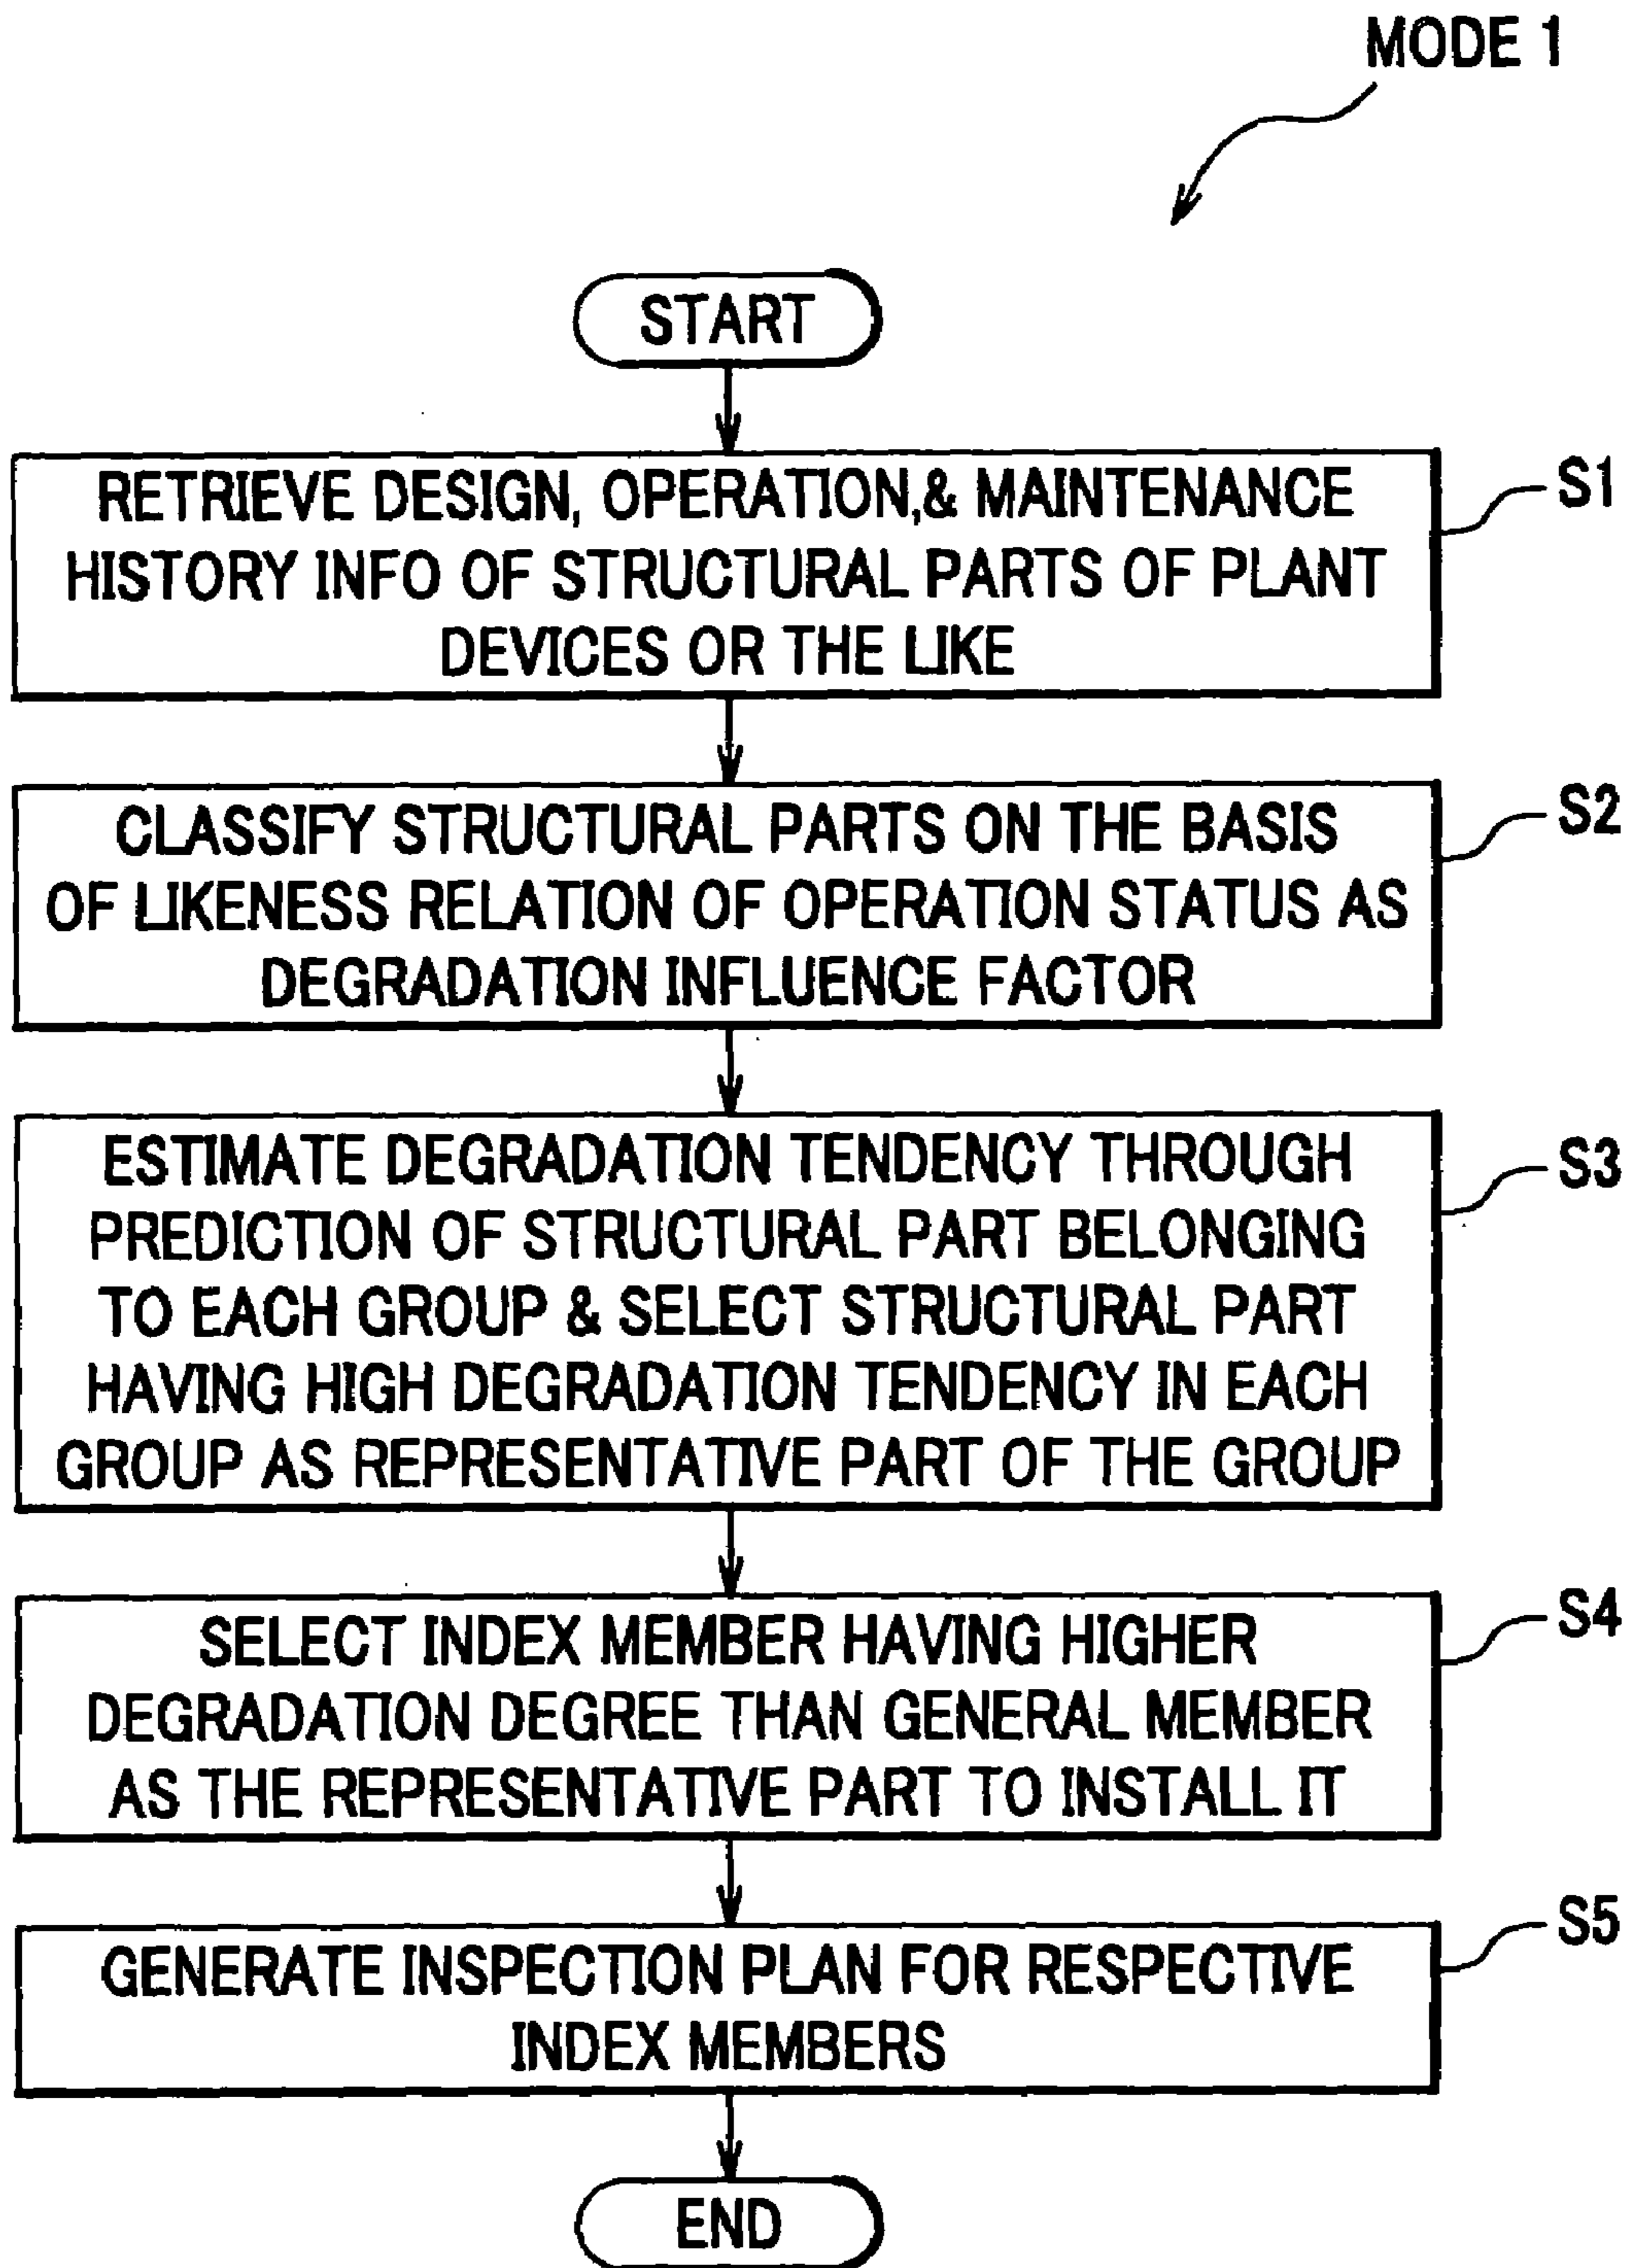 MODE 1
START
RETRIEVE DESIGN, OPERATION,& MAINTENANCE
HISTORY INFO OF STRUCTURAL PARTS OF PLANT
DEVICES OR THE LIKE
S1
CLASSIFY STRUCTURAL PARTS ON THE BASIS
OF LIKENESS RELATION OF OPERATION STATUS AS
DEGRADATION INFLUENCE FACTOR
S2
ESTIMATE DEGRADATION TENDENCY THROUGH
PREDICTION OF STRUCTURAL PART BELONGING
TO EACH GROUP & SELECT STRUCTURAL PART
HAVING HIGH DEGRADATION TENDENCY IN EACH
GROUP AS REPRESENTATIVE PART OF THE GROUP
S3
SELECT INDEX MEMBER HAVING HIGHER
DEGRADATION DEGREE THAN GENERAL MEMBER
AS THE REPRESENTATIVE PART TO INSTALL IT
S4
GENERATE INSPECTION PLAN FOR RESPECTIVE
INDEX MEMBERS
S5
END